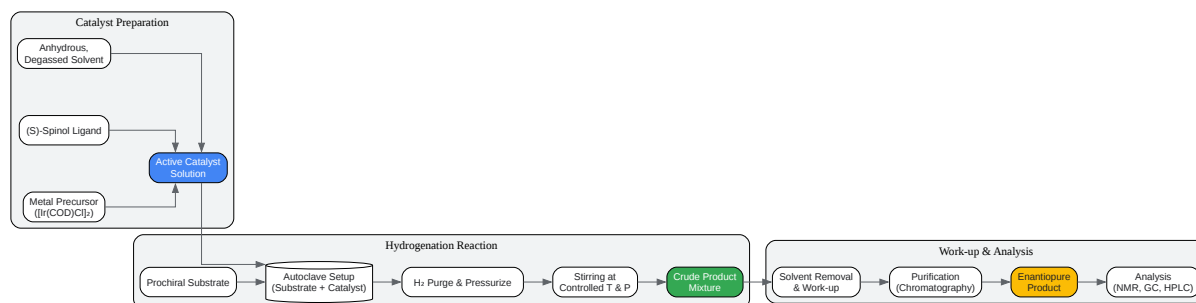 Catalyst Preparation
Anhydrous,
Degassed Solvent
(S)-Spinol Ligand
Active Catalyst
Solution
Metal Precursor
([Ir(COD)Cl]₂)
Hydrogenation Reaction
Prochiral Substrate
Autoclave Setup
(Substrate + Catalyst)
H₂ Purge & Pressurize
Stirring at
Controlled T & P
Crude Product
Mixture
Work-up & Analysis
Solvent Removal
& Work-up
Purification
(Chromatography)
Enantiopure
Product
Analysis
(NMR, GC, HPLC)